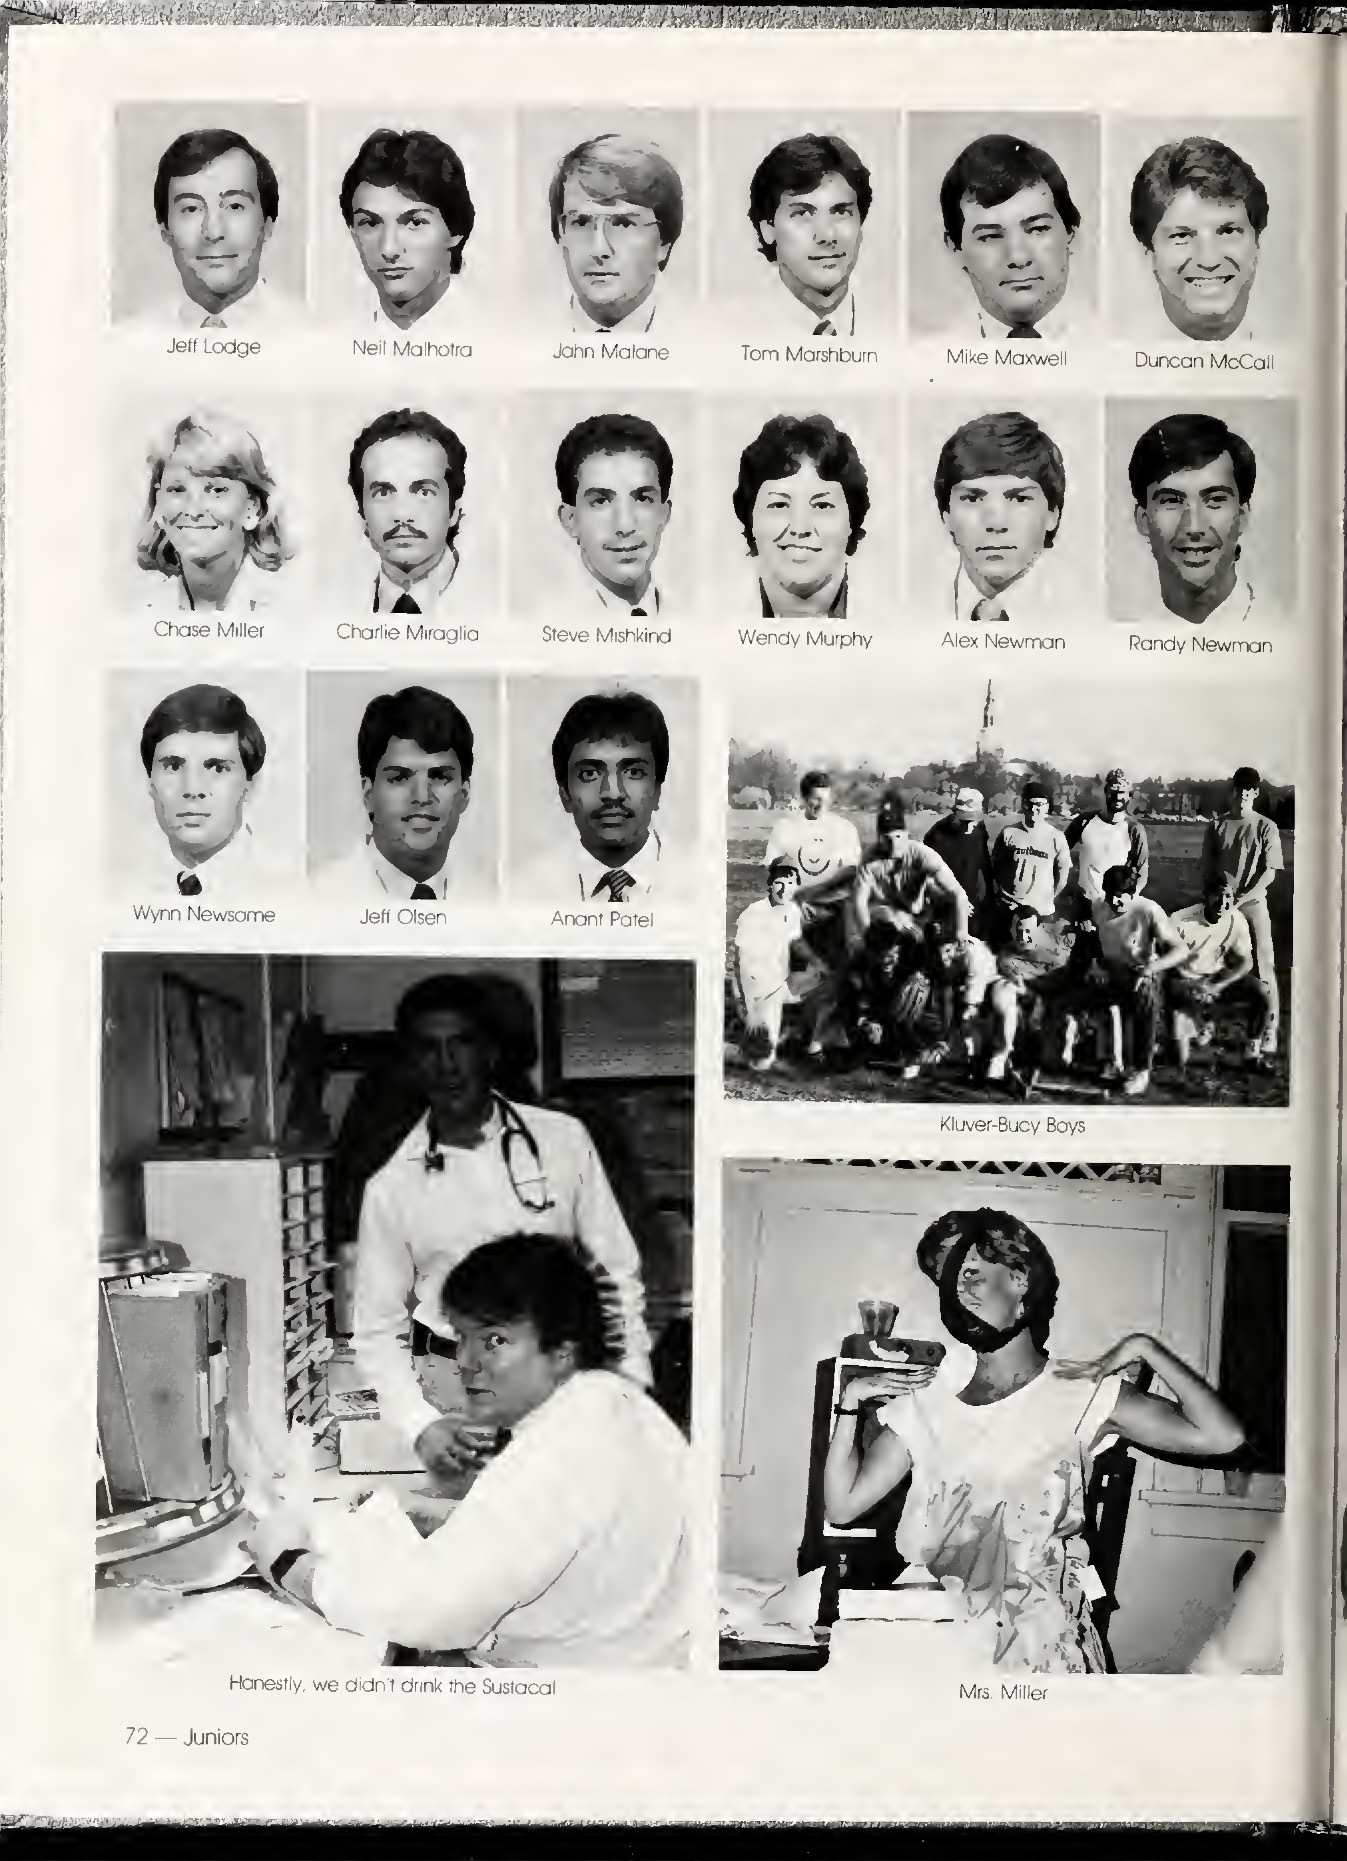 Jeff Lodge
Neil Malhotra
John Malone
Tom Marshburn
Mike Maxwell
Duncan McCall
Chase Miller
Charlie Miraglia
Steve Mishkind
Wendy Murphy
Alex Newman
Randy Newman
Wynn Newsome
Jeff Olsen
Anant Patel
Kluver-Bucy Boys
Honestly, we didn't drink the Sustacal
Mrs. Miller
72 — Juniors